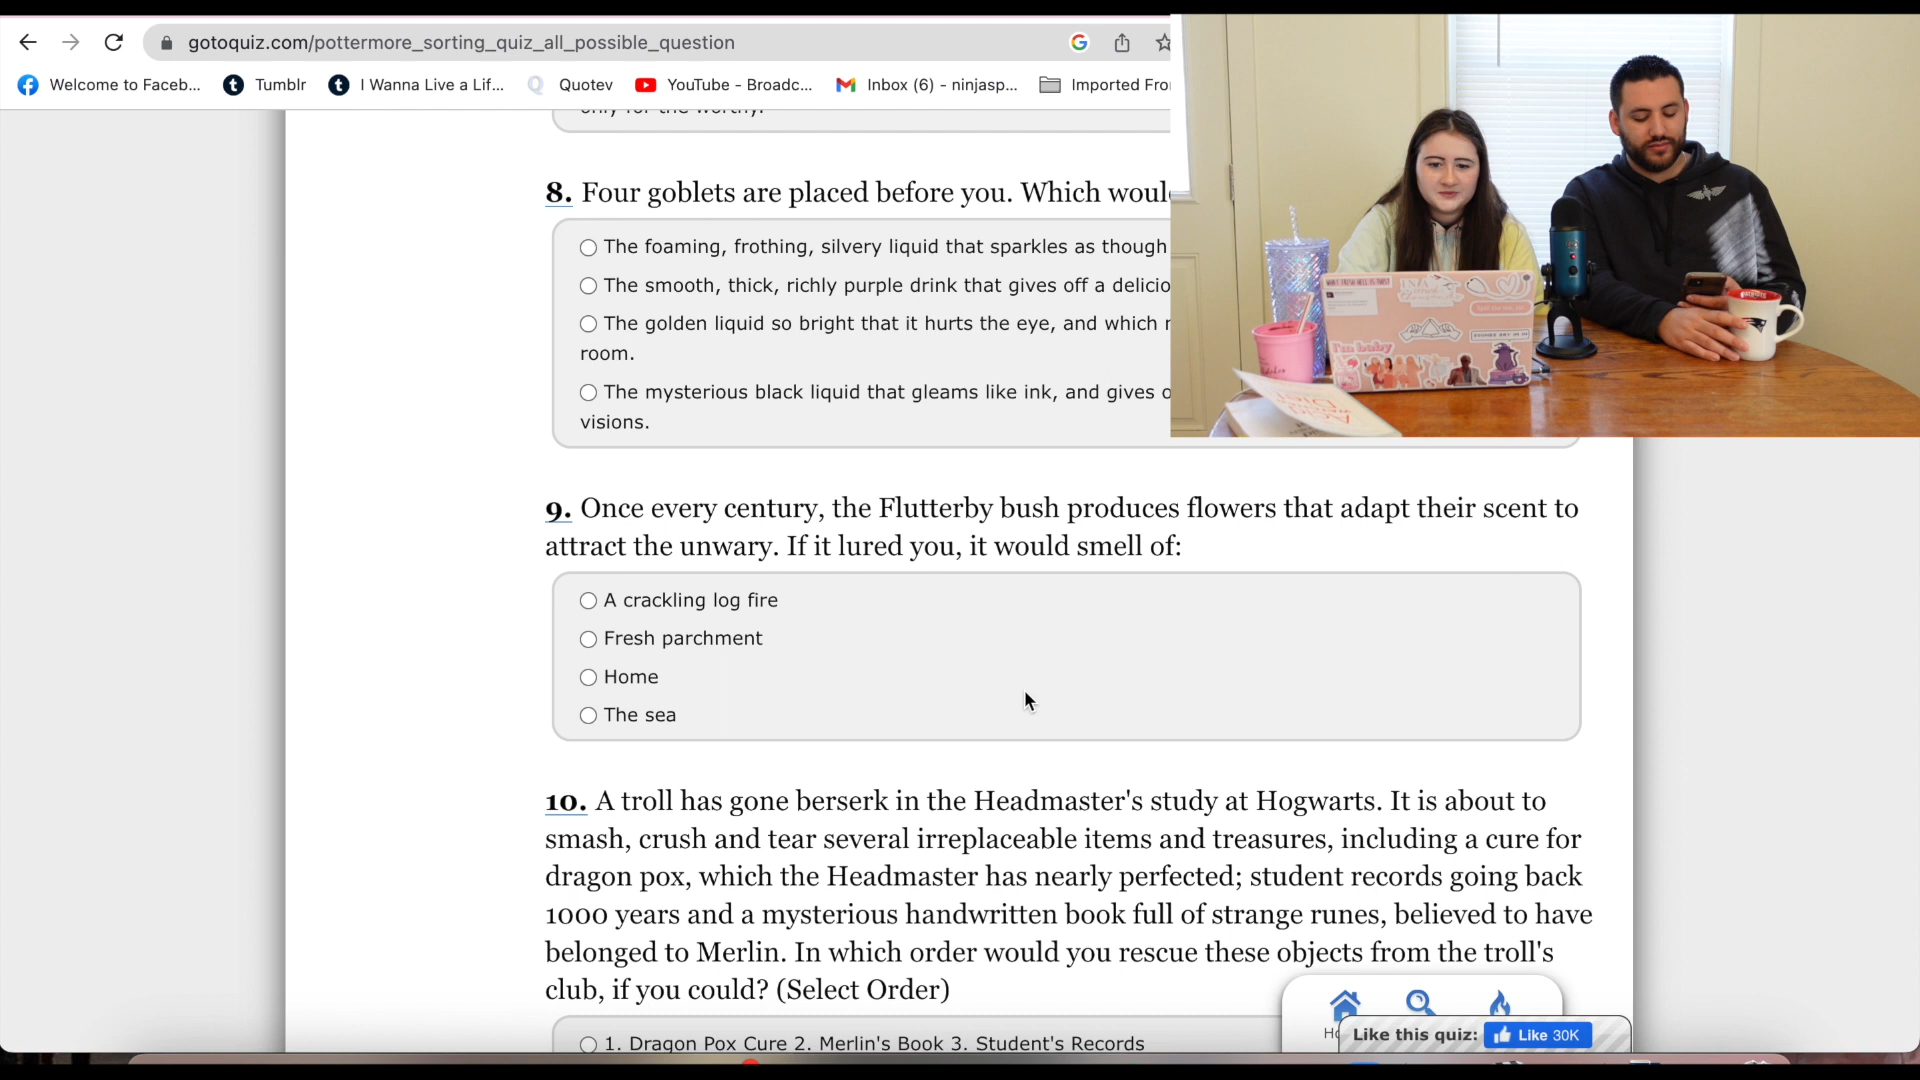 gotoquiz.com/pottermore_sorting_quiz_all_possible_question
Welcome to Faceb...
Tumblr
I Wanna Live a Lif...
Quotev
YouTube - Broadc...
Inbox (6) - ninjasp...
Imported Fro
only for the worthy.
8. Four goblets are placed before you. Which woul
The foaming, frothing, silvery liquid that sparkles as though
The smooth, thick, richly purple drink that gives off a delicio
The golden liquid so bright that it hurts the eye, and which
room.
The mysterious black liquid that gleams like ink, and gives o
visions.
I'm baby
9. Once every century, the Flutterby bush produces flowers that adapt their scent to
attract the unwary. If it lured you, it would smell of:
A crackling log fire
Fresh parchment
Home
The sea
10. A troll has gone berserk in the Headmaster's study at Hogwarts. It is about to
smash, crush and tear several irreplaceable items and treasures, including a cure for
dragon pox, which the Headmaster has nearly perfected; student records going back
1000 years and a mysterious handwritten book full of strange runes, believed to have
belonged to Merlin. In which order would you rescue these objects from the troll's
club, if you could? (Select Order)
1. Dragon Pox Cure 2. Merlin's Book 3. Student's Records
Ho
Like this quiz: Like 30K